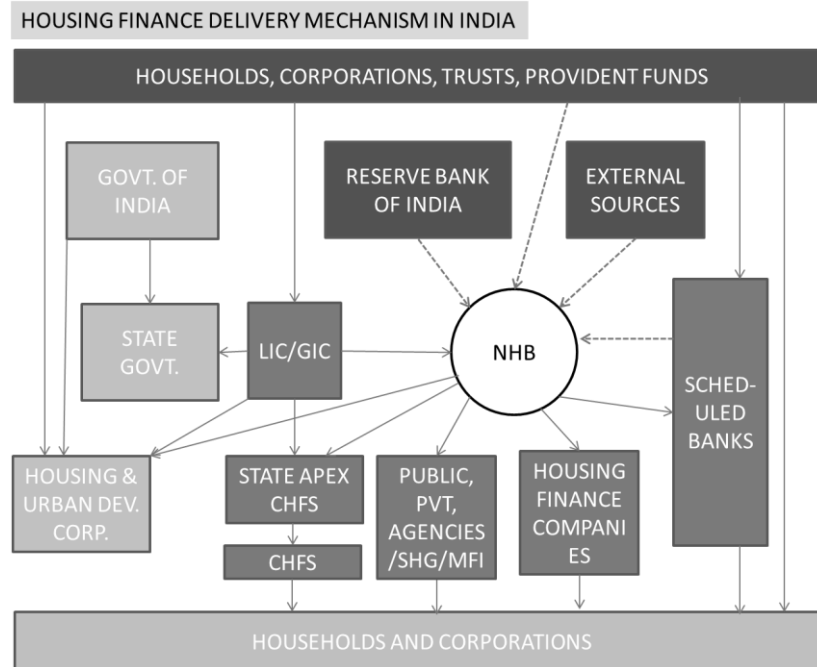 HOUSING FINANCE DELIVERY MECHANISM IN INDIA
HOUSEHOLDS, CORPORATIONS, TRUSTS, PROVIDENT FUNDS
GOVT. OF
INDIA
RESERVE BANK
OF INDIA
EXTERNAL
SOURCES
STATE
GOVT.
LIC/GIC
NHB
SCHED-
ULED
BANKS
HOUSING &
URBAN DEV.
CORP.
STATE APEX
CHFS
CHFS
PUBLIC,
PVT,
AGENCIES
/SHG/MFI
HOUSING
FINANCE
COMPANI
ES
HOUSEHOLDS AND CORPORATIONS